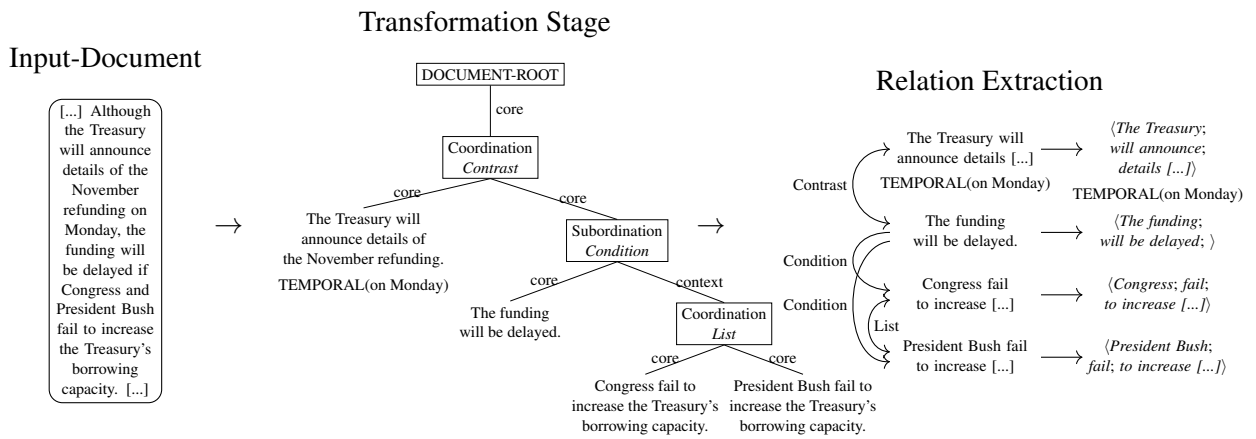 Input-Document
[...] Although
the Treasury
will announce
details of the
November
refunding on
Monday, the
funding will
be delayed if
Congress and
President Bush
fail to increase
the Treasury's
borrowing
capacity. [...]
→
Transformation Stage
DOCUMENT-ROOT
core
Coordination
Contrast
core
core
The Treasury will
announce details of
the November refunding.
TEMPORAL(on Monday)
Subordination
Condition
core
context
The funding
will be delayed.
Coordination
List
core
core
Congress fail to
increase the Treasury's
borrowing capacity.
President Bush fail to
increase the Treasury's
borrowing capacity.
→
Relation Extraction
Contrast
Condition
Condition
List
The Treasury will
announce details [...]
TEMPORAL(on Monday)
⟨The Treasury;
will announce;
details [...]⟩
TEMPORAL(on Monday)
The funding
will be delayed.
⟨The funding;
will be delayed; ⟩
Congress fail
to increase [...]
⟨Congress; fail;
to increase [...]⟩
President Bush fail
to increase [...]
⟨President Bush;
fail; to increase [...]⟩